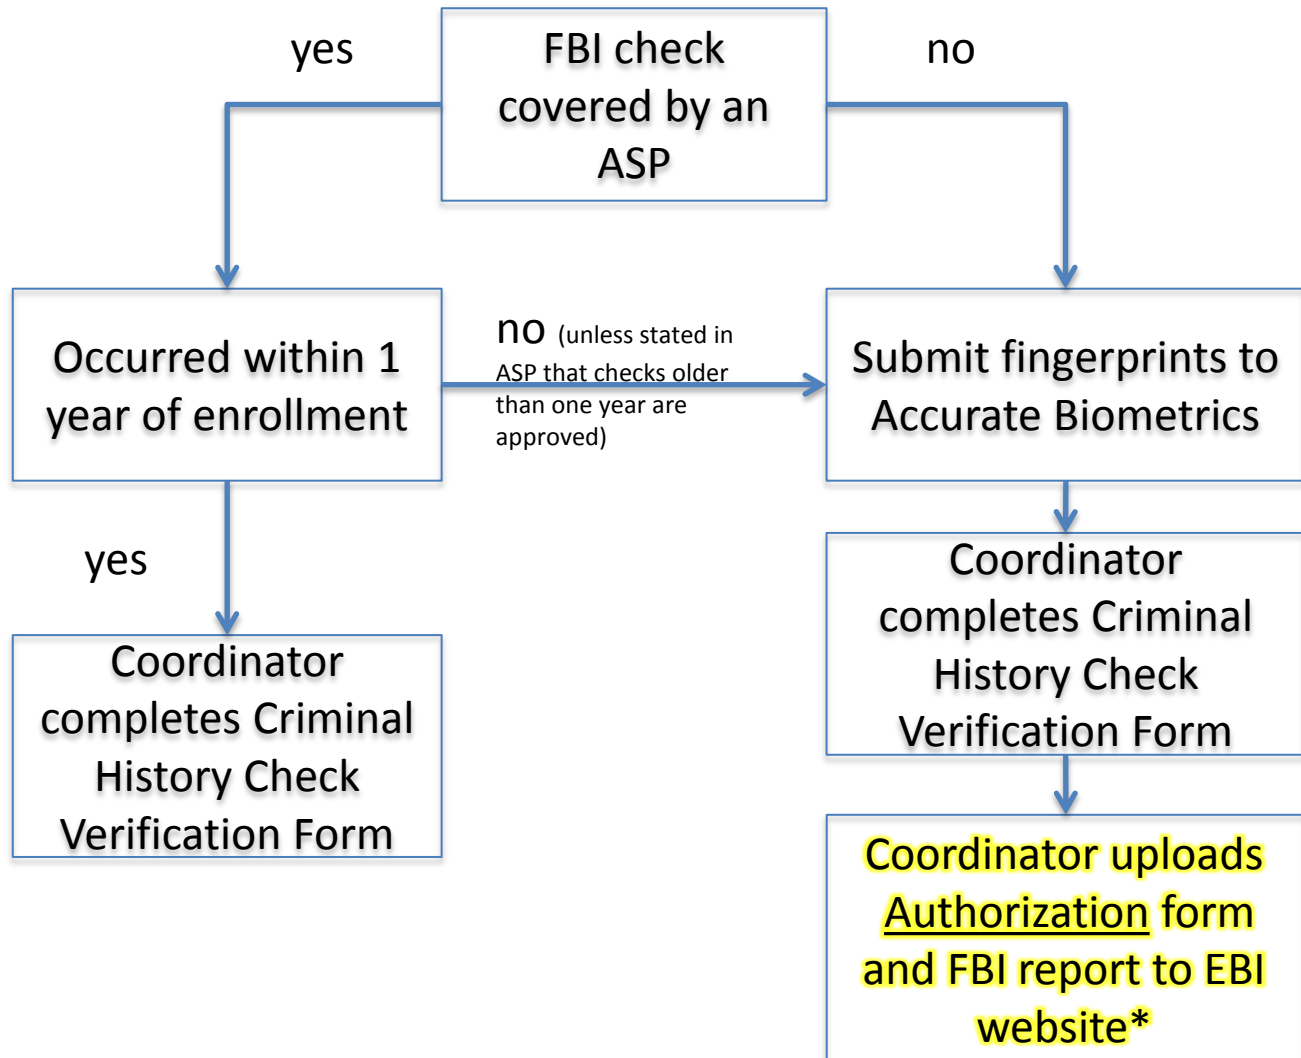 yes
FBI check
covered by an
ASP
no
Occurred within 1
year of enrollment
no (unless stated in
ASP that checks older
than one year are
approved)
Submit fingerprints to
Accurate Biometrics
yes
Coordinator
completes Criminal
History Check
Verification Form
Coordinator
completes Criminal
History Check
Verification Form
Coordinator uploads
Authorization form
and FBI report to EBI
website*